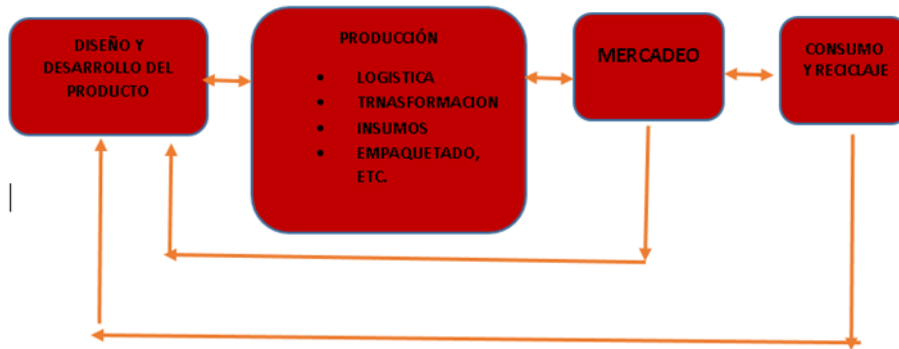 DISEÑO Y
DESARROLLO DEL
PRODUCTO
PRODUCCIÓN
• LOGISTICA
• TRNASFORMACION
• INSUMOS
• EMPAQUETADO,
ETC.
MERCADEO
CONSUMO
Y RECICLAJE